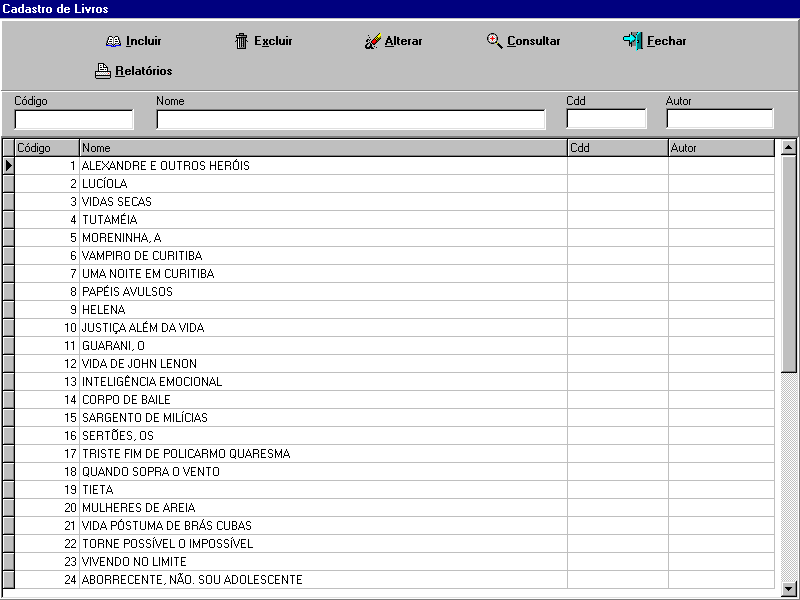 Cadastro de Livros
Incluir Excluir Alterar Consultar Fechar
Relatórios
Código Nome Cdd Autor
Código Nome Cdd Autor
1 ALEXANDRE E OUTROS HERÓIS
2 LUCÍOLA
3 VIDAS SECAS
4 TUTAMÉIA
5 MORENINHA, A
6 VAMPIRO DE CURITIBA
7 UMA NOITE EM CURITIBA
8 PAPÉIS AVULSOS
9 HELENA
10 JUSTIÇA ALÉM DA VIDA
11 GUARANI, O
12 VIDA DE JOHN LENON
13 INTELIGÊNCIA EMOCIONAL
14 CORPO DE BAILE
15 SARGENTO DE MILÍCIAS
16 SERTÕES, OS
17 TRISTE FIM DE POLICARMO QUARESMA
18 QUANDO SOPRA O VENTO
19 TIETA
20 MULHERES DE AREIA
21 VIDA PÓSTUMA DE BRÁS CUBAS
22 TORNE POSSÍVEL O IMPOSSÍVEL
23 VIVENDO NO LIMITE
24 ABORRECENTE, NÃO. SOU ADOLESCENTE